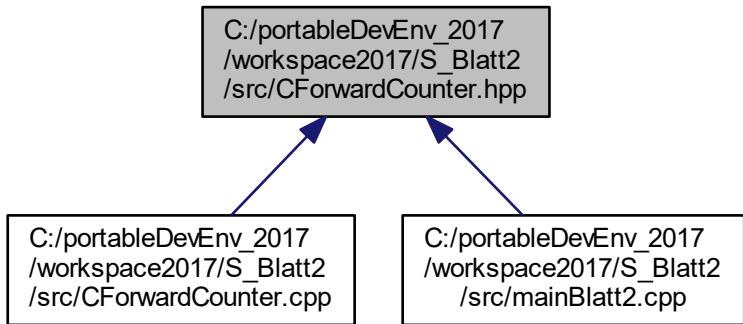 C:/portableDevEnv_2017
/workspace2017/S_Blatt2
/src/CForwardCounter.hpp
C:/portableDevEnv_2017
/workspace2017/S_Blatt2
/src/CForwardCounter.cpp
C:/portableDevEnv_2017
/workspace2017/S_Blatt2
/src/mainBlatt2.cpp